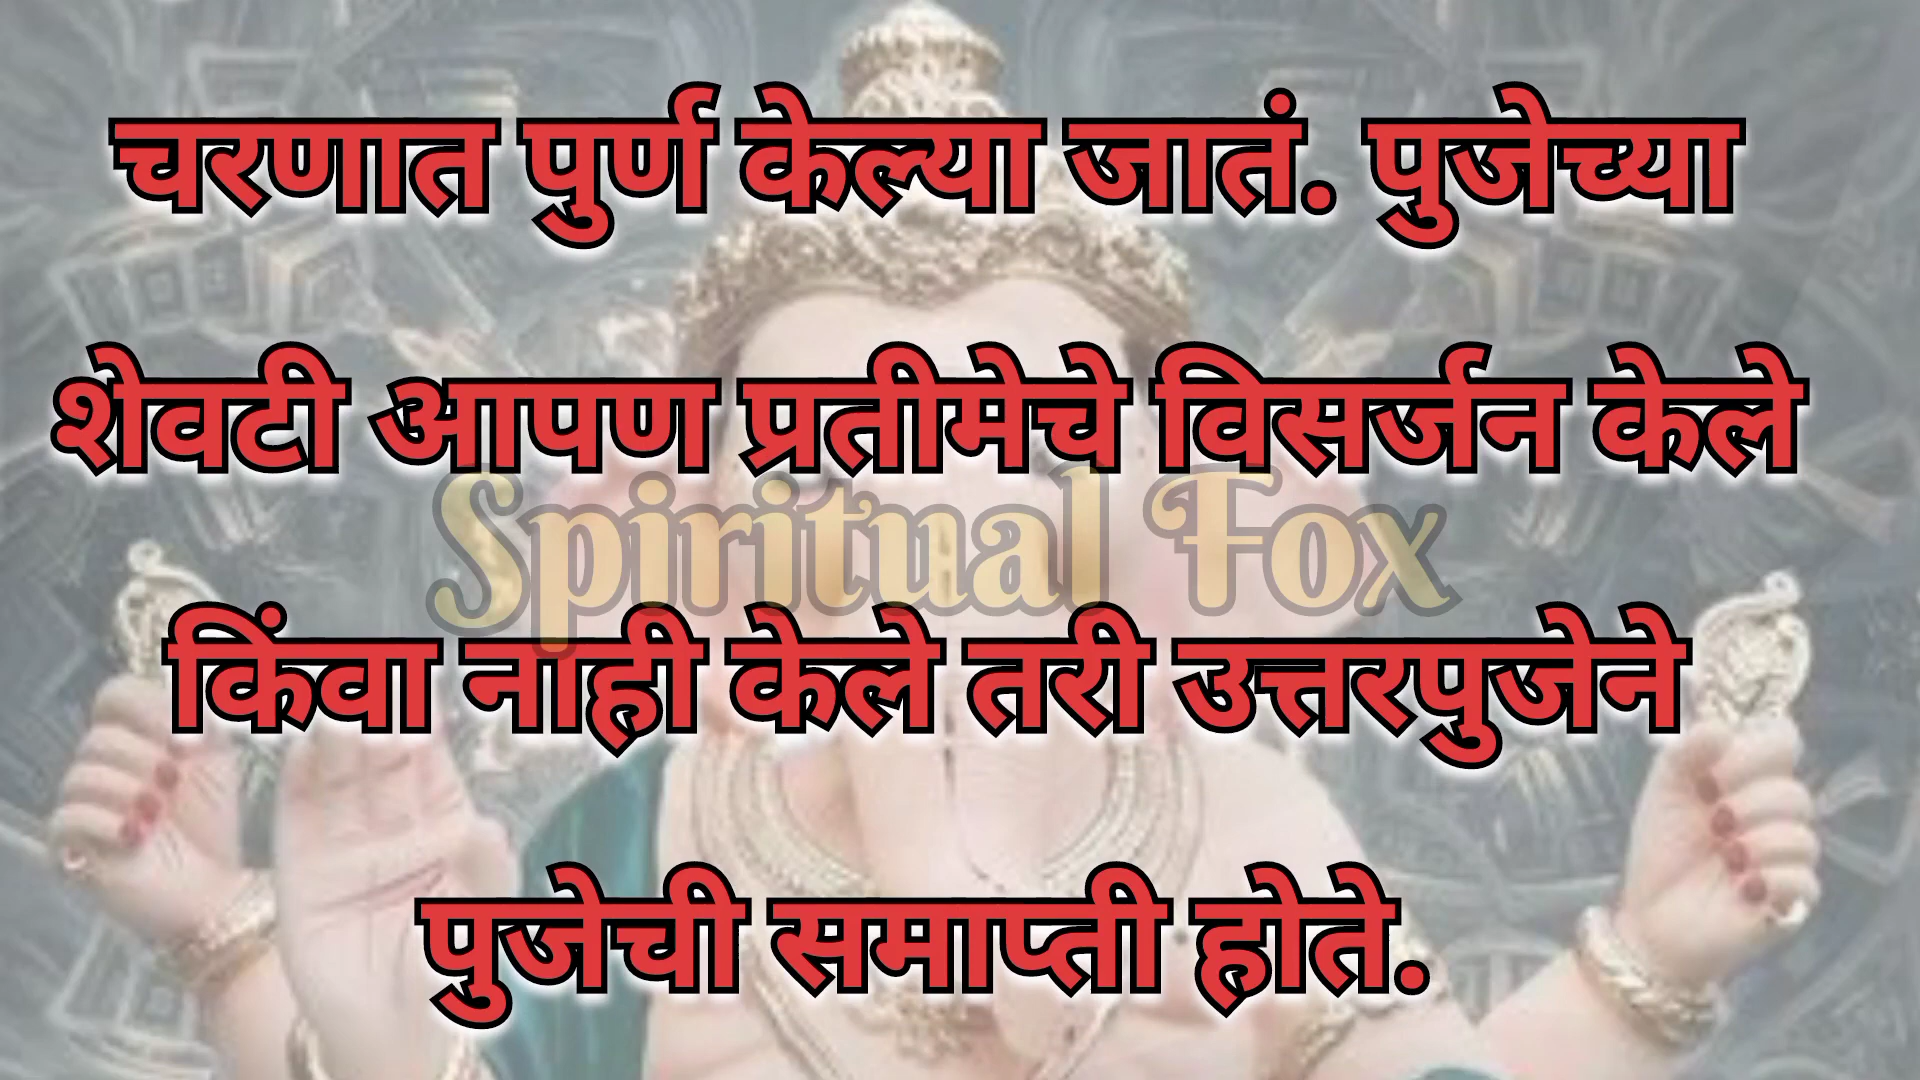 चरणात पुर्ण केल्या जातं. पुजेच्या
शेवटी आपण प्रतीमेचे विसर्जन केले
Spiritual Fox
किंवा नाही केले तरी उत्तरपुजेने
पुजेची समाप्ती होते.